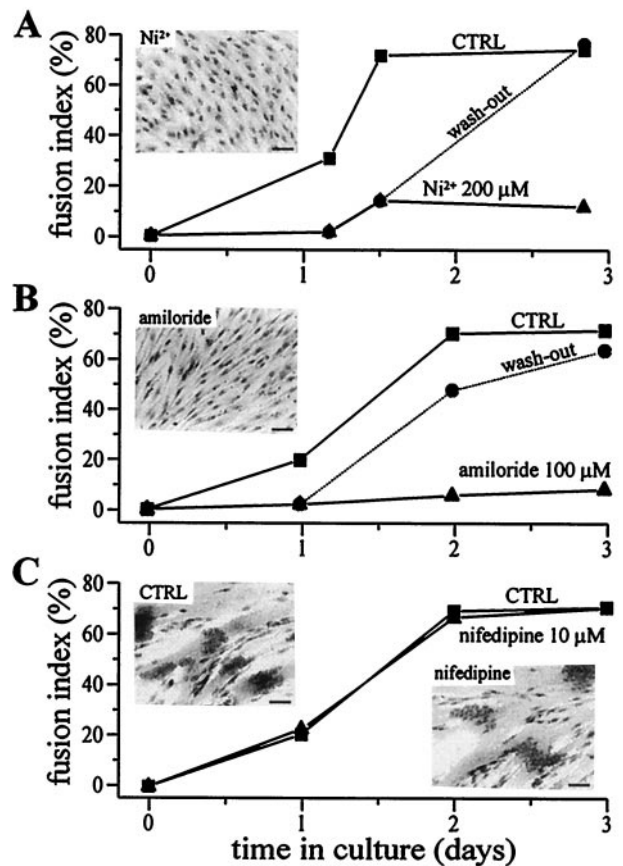 A
fusion index (%)
80
60
40
20
0
Ni²⁺
CTRL
wash-out
Ni²⁺ 200 µM
0
1
2
3
B
fusion index (%)
80
60
40
20
0
amiloride
CTRL
wash-out
amiloride 100 µM
0
1
2
3
C
fusion index (%)
80
60
40
20
0
CTRL
CTRL
nifedipine 10 µM
nifedipine
0
1
2
3
time in culture (days)